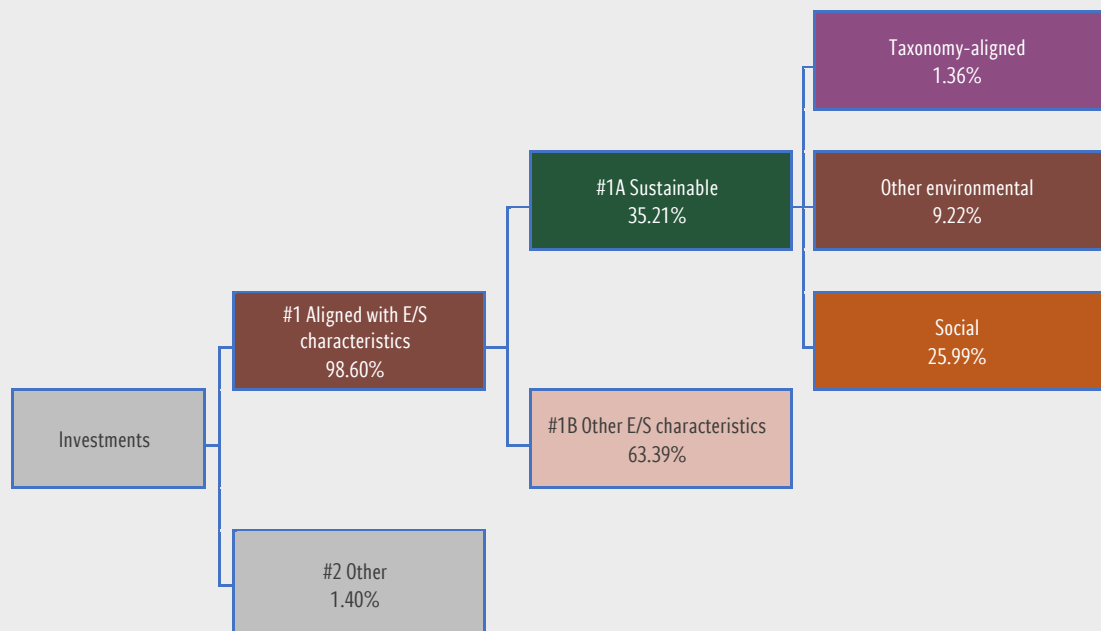 Taxonomy-aligned
1.36%
#1A Sustainable
35.21%
Other environmental
9.22%
#1 Aligned with E/S
characteristics
98.60%
Social
25.99%
Investments
#1B Other E/S characteristics
63.39%
#2 Other
1.40%